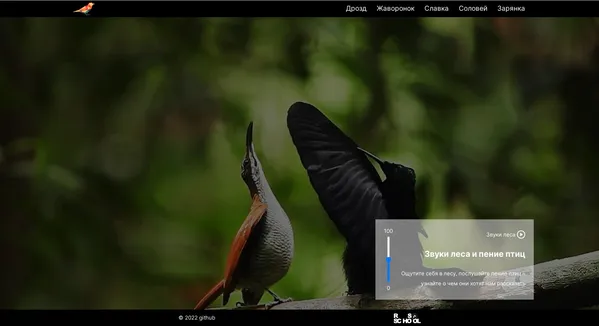 Дрозд Жаворонок Славка Соловей Зарянка
100
Звуки леса
Звуки леса и пение птиц
Ощутите себя в лесу, послушайте пение птиц и
узнайте о чем они хотят нам рассказать
0
© 2022 github
RS
SCHOOL